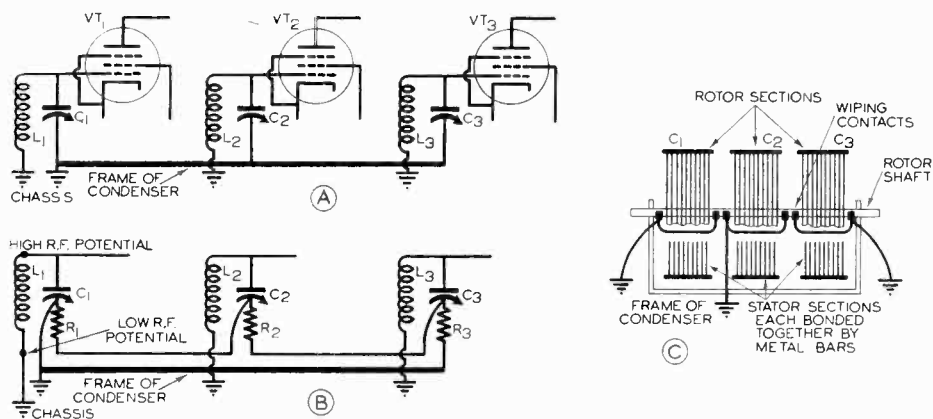 VT1
VT2
VT3
L1
C1
L2
C2
L3
C3
FRAME OF
CONDENSER
CHASSIS
A
HIGH R.F. POTENTIAL
L1
C1
R1
L2
C2
R2
L3
C3
R3
LOW R.F.
POTENTIAL
FRAME OF
CONDENSER
CHASSIS
B
ROTOR SECTIONS
WIPING
CONTACTS
C1
C2
C3
ROTOR
SHAFT
FRAME OF
CONDENSER
STATOR SECTIONS
EACH BONDED
TOGETHER BY
METAL BARS
C